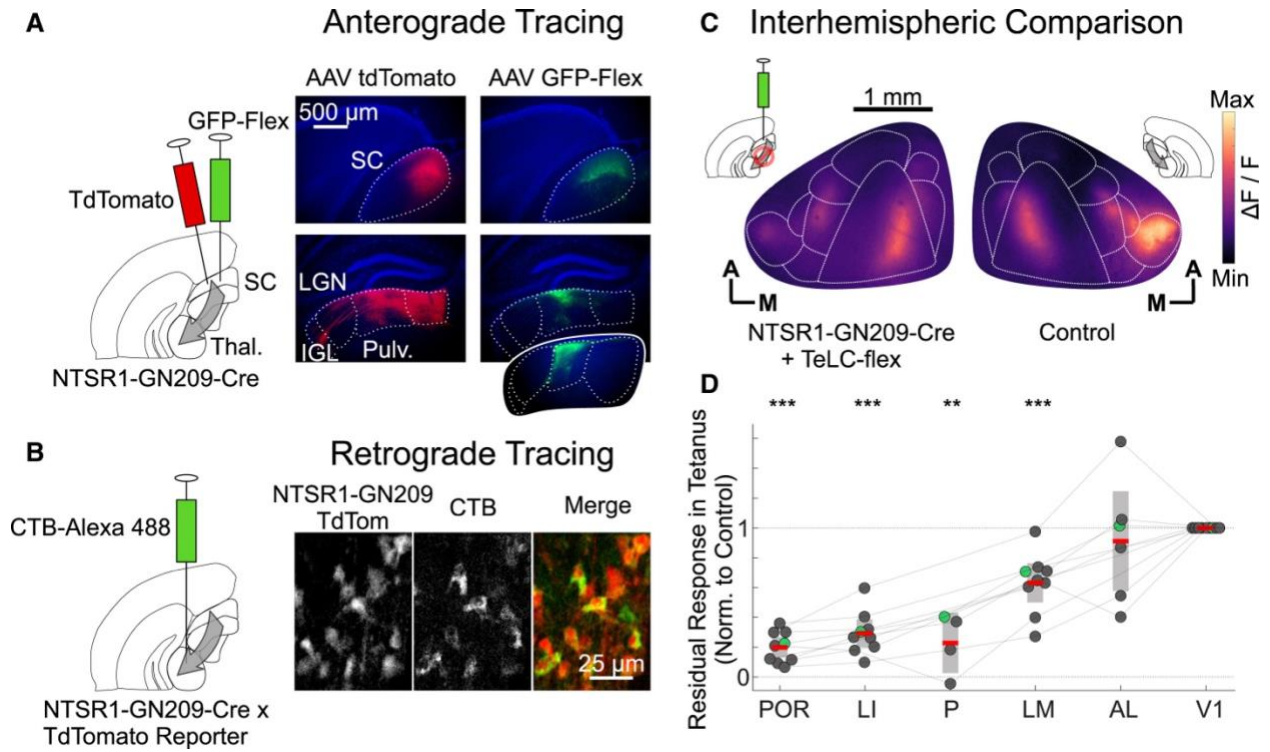 A
Anterograde Tracing
AAV tdTomato
AAV GFP-Flex
500 µm
SC
GFP-Flex
TdTomato
SC
Thal.
NTSR1-GN209-Cre
LGN
IGL
Pulv.
B
Retrograde Tracing
CTB-Alexa 488
NTSR1-GN209
TdTom
CTB
Merge
25 µm
NTSR1-GN209-Cre x
TdTomato Reporter
C
Interhemispheric Comparison
1 mm
Max
ΔF / F
Min
A
M
A
M
NTSR1-GN209-Cre
+ TeLC-flex
Control
D
*** *** ** ***
Residual Response in Tetanus
(Norm. to Control)
1
0
POR LI P LM AL V1